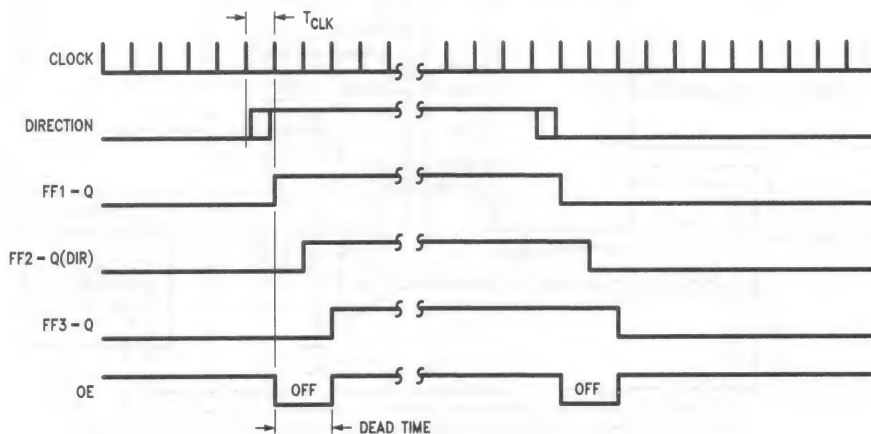 T_CLK
CLOCK
DIRECTION
FF1-Q
FF2-Q(DIR)
FF3-Q
OE
OFF
OFF
DEAD TIME